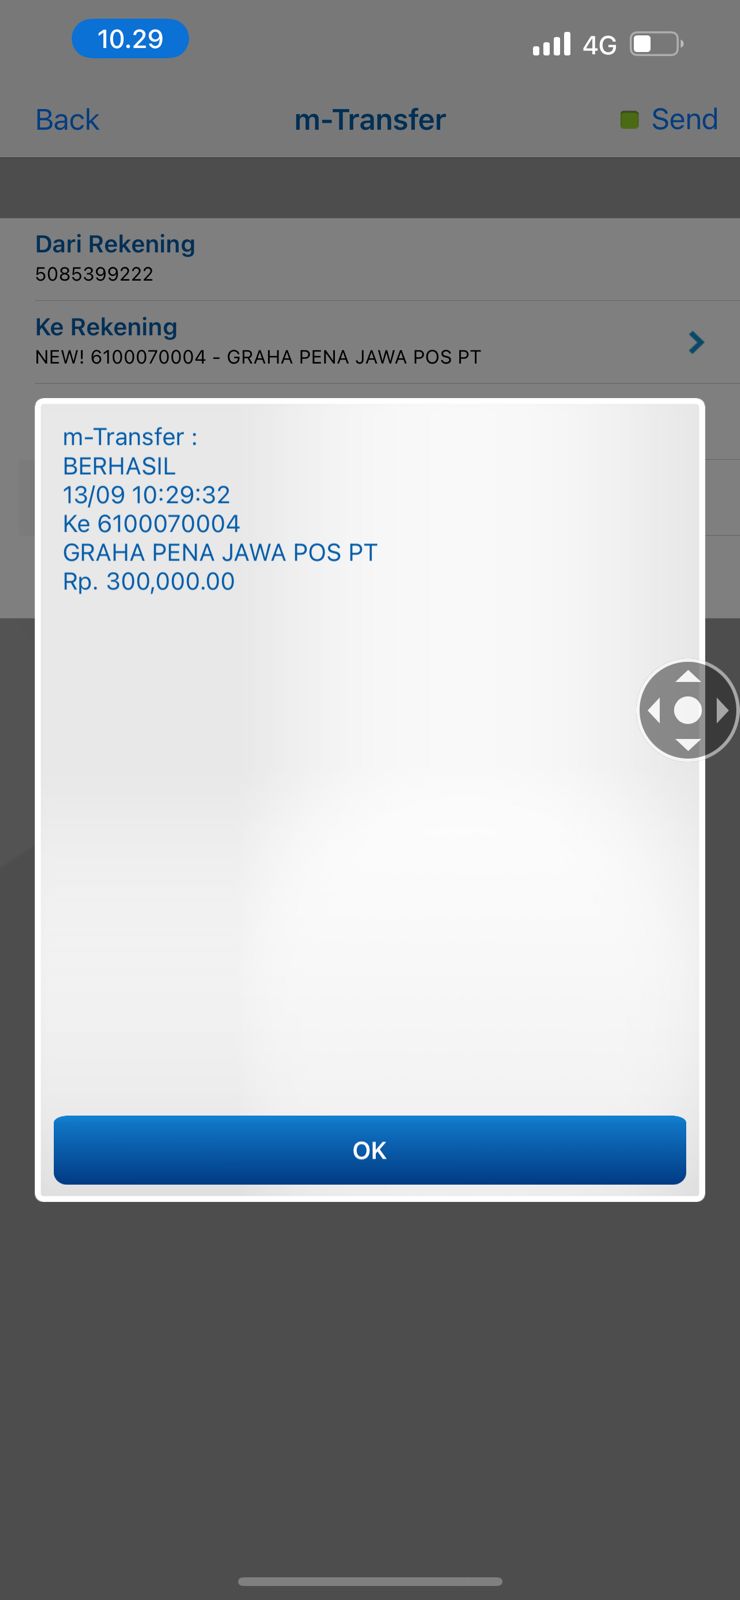 10.29
4G
Back
m-Transfer
Send
Dari Rekening
5085399222
Ke Rekening
NEW! 6100070004 - GRAHA PENA JAWA POS PT
m-Transfer :
BERHASIL
13/09 10:29:32
Ke 6100070004
GRAHA PENA JAWA POS PT
Rp. 300,000.00
OK